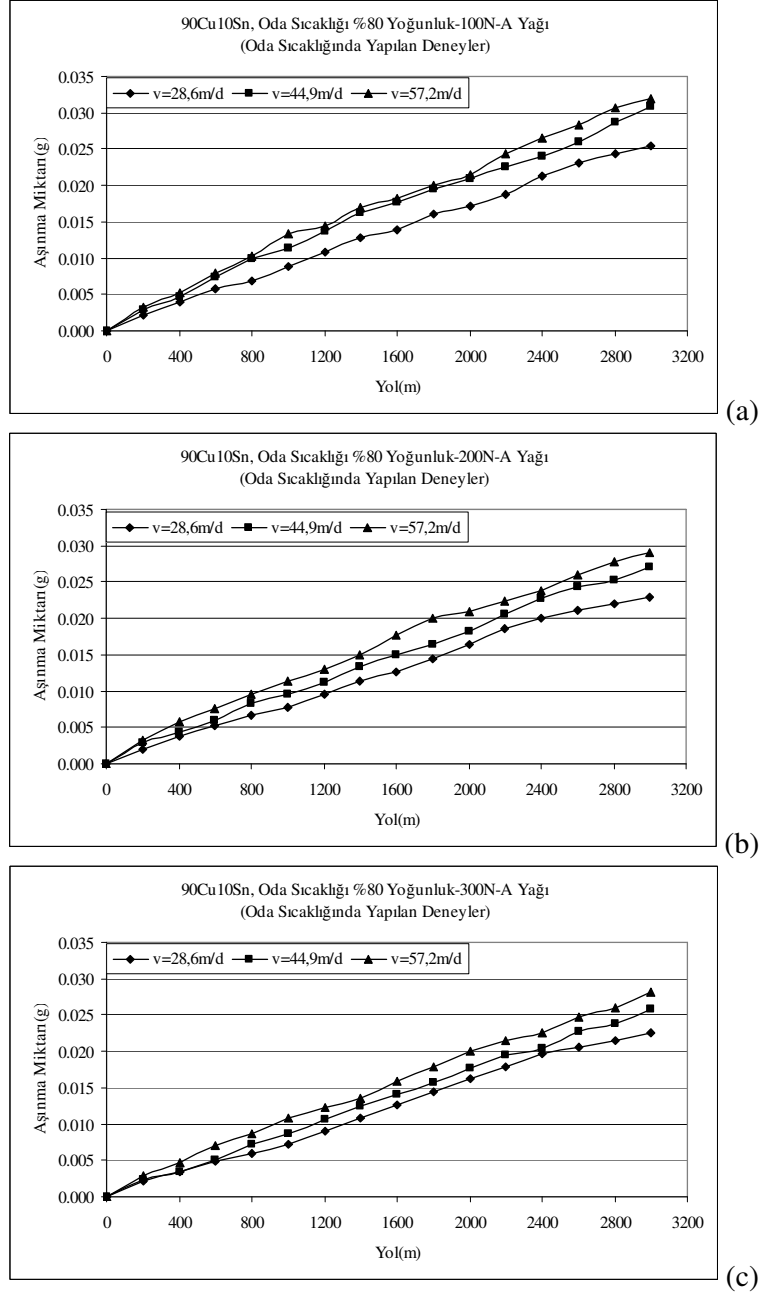 90Cu10Sn, Oda Sıcaklığı %80 Yoğunluk-100N-A Yağı
(Oda Sıcaklığında Yapılan Deneyler)
v=28,6m/d v=44,9m/d v=57,2m/d
Aşınma Miktarı(g)
0.035
0.030
0.025
0.020
0.015
0.010
0.005
0.000
0 400 800 1200 1600 2000 2400 2800 3200
Yol(m)
(a)
90Cu10Sn, Oda Sıcaklığı %80 Yoğunluk-200N-A Yağı
(Oda Sıcaklığında Yapılan Deneyler)
v=28,6m/d v=44,9m/d v=57,2m/d
Aşınma Miktarı(g)
0.035
0.030
0.025
0.020
0.015
0.010
0.005
0.000
0 400 800 1200 1600 2000 2400 2800 3200
Yol(m)
(b)
90Cu10Sn, Oda Sıcaklığı %80 Yoğunluk-300N-A Yağı
(Oda Sıcaklığında Yapılan Deneyler)
v=28,6m/d v=44,9m/d v=57,2m/d
Aşınma Miktarı(g)
0.035
0.030
0.025
0.020
0.015
0.010
0.005
0.000
0 400 800 1200 1600 2000 2400 2800 3200
Yol(m)
(c)